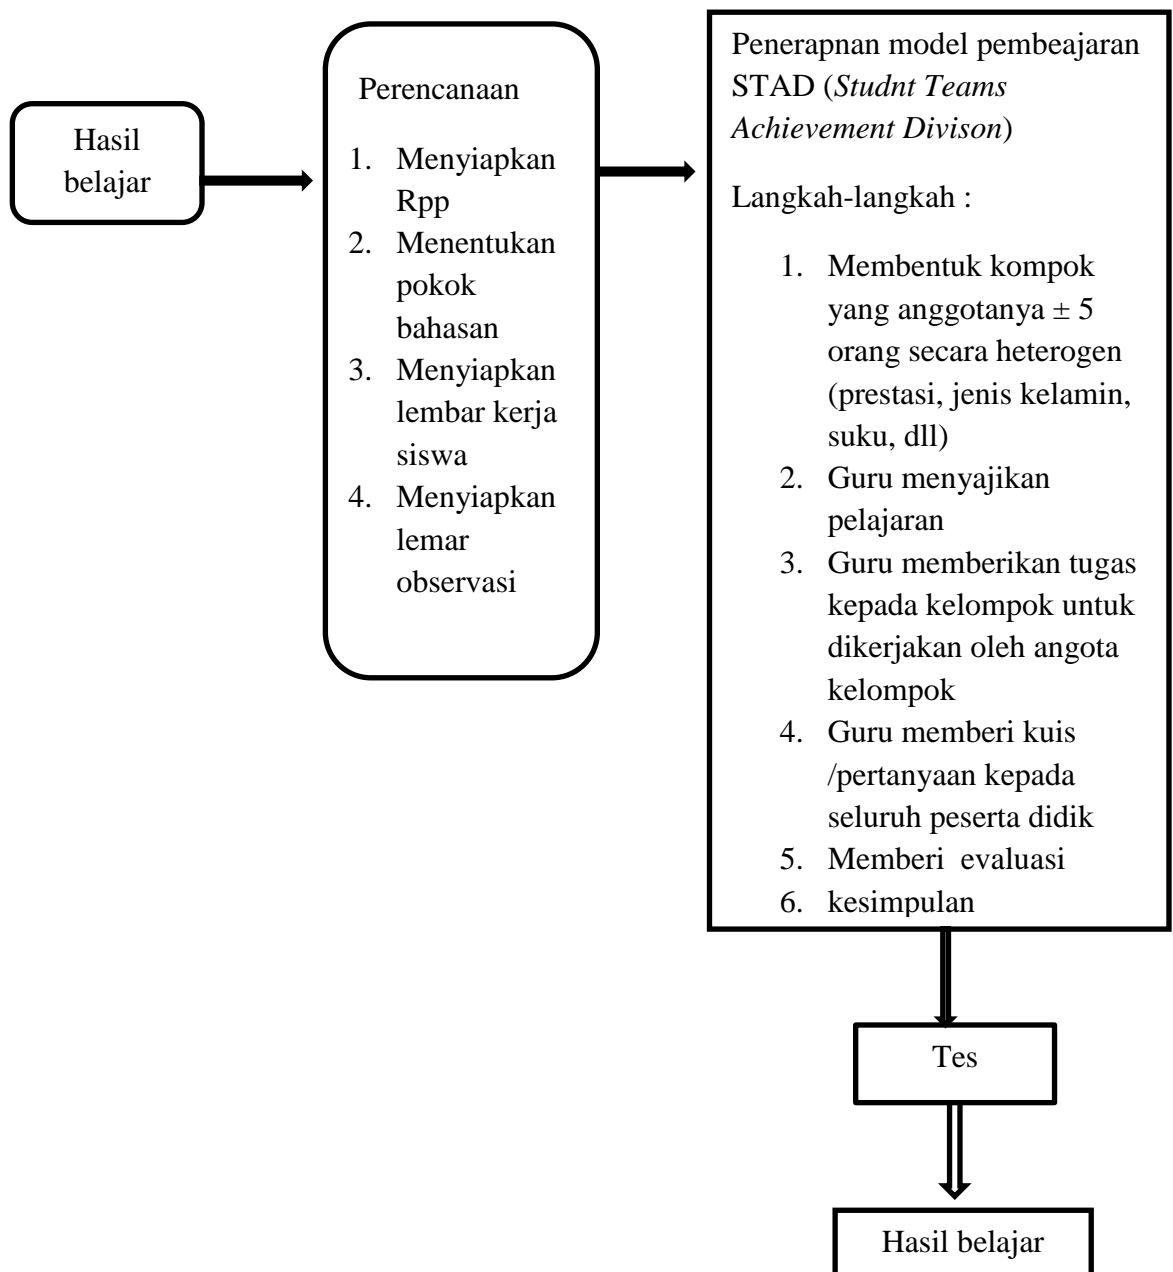 Hasil
belajar
Perencanaan
1. Menyiapkan
Rpp
2. Menentukan
pokok
bahasan
3. Menyiapkan
lembar kerja
siswa
4. Menyiapkan
lemar
observasi
Penerapnan model pembeajaran
STAD (Studnt Teams
Achievement Divison)
Langkah-langkah :
1. Membentuk kompok
yang anggotanya ± 5
orang secara heterogen
(prestasi, jenis kelamin,
suku, dll)
2. Guru menyajikan
pelajaran
3. Guru memberikan tugas
kepada kelompok untuk
dikerjakan oleh angota
kelompok
4. Guru memberi kuis
/pertanyaan kepada
seluruh peserta didik
5. Memberi  evaluasi
6. kesimpulan
Tes
Hasil belajar